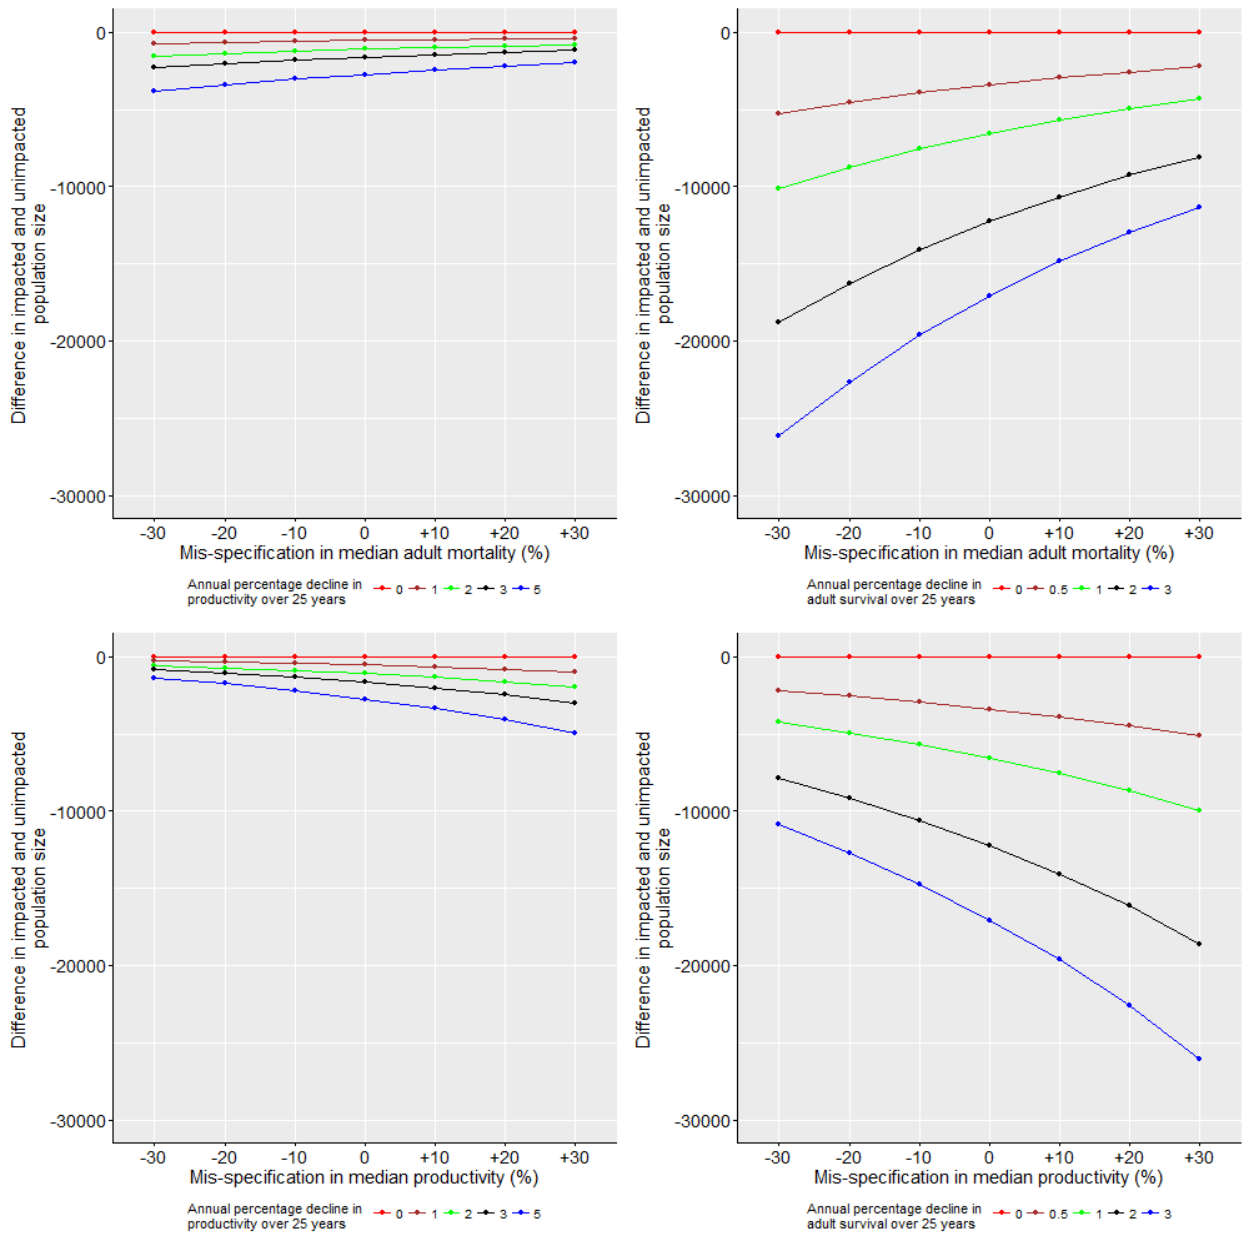 Difference in impacted and unimpacted
population size
0
-10000
-20000
-30000
-30 -20 -10 0 +10 +20 +30
Mis-specification in median adult mortality (%)
Annual percentage decline in
productivity over 25 years
0 1 2 3 5
Difference in impacted and unimpacted
population size
0
-10000
-20000
-30000
-30 -20 -10 0 +10 +20 +30
Mis-specification in median adult mortality (%)
Annual percentage decline in
adult survival over 25 years
0 0.5 1 2 3
Difference in impacted and unimpacted
population size
0
-10000
-20000
-30000
-30 -20 -10 0 +10 +20 +30
Mis-specification in median productivity (%)
Annual percentage decline in
productivity over 25 years
0 1 2 3 5
Difference in impacted and unimpacted
population size
0
-10000
-20000
-30000
-30 -20 -10 0 +10 +20 +30
Mis-specification in median productivity (%)
Annual percentage decline in
adult survival over 25 years
0 0.5 1 2 3